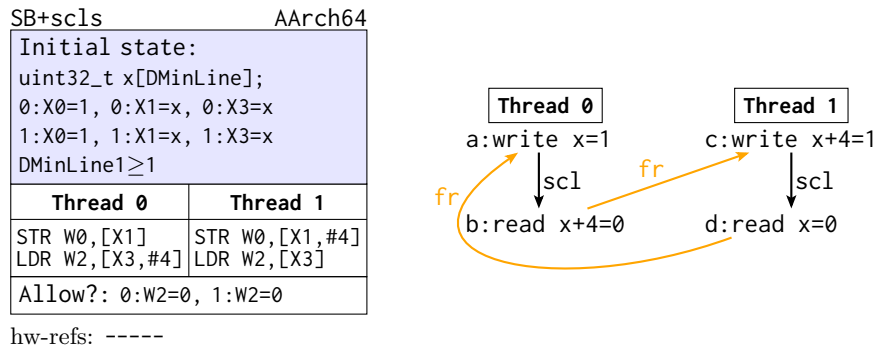 SB+scls AArch64
Initial state:
uint32_t x[DMinLine];
0:X0=1, 0:X1=x, 0:X3=x
1:X0=1, 1:X1=x, 1:X3=x
DMinLine1≥1
Thread 0 Thread 1
STR W0,[X1] STR W0,[X1,#4]
LDR W2,[X3,#4] LDR W2,[X3]
Allow?: 0:W2=0, 1:W2=0
hw-refs: -----
Thread 0 Thread 1
a:write x=1 c:write x+4=1
scl fr scl
fr
b:read x+4=0 d:read x=0